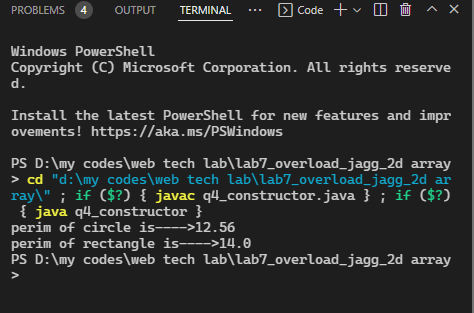 PROBLEMS 4 OUTPUT TERMINAL ... Code
Windows PowerShell
Copyright (C) Microsoft Corporation. All rights reserve
d.
Install the latest PowerShell for new features and impr
ovements! https://aka.ms/PSWindows
PS D:\my codes\web tech lab\lab7_overload_jagg_2d array
> cd "d:\my codes\web tech lab\lab7_overload_jagg_2d ar
ray\" ; if ($?) { javac q4_constructor.java } ; if ($?)
{ java q4_constructor }
perim of circle is---->12.56
perim of rectangle is---->14.0
PS D:\my codes\web tech lab\lab7_overload_jagg_2d array
>